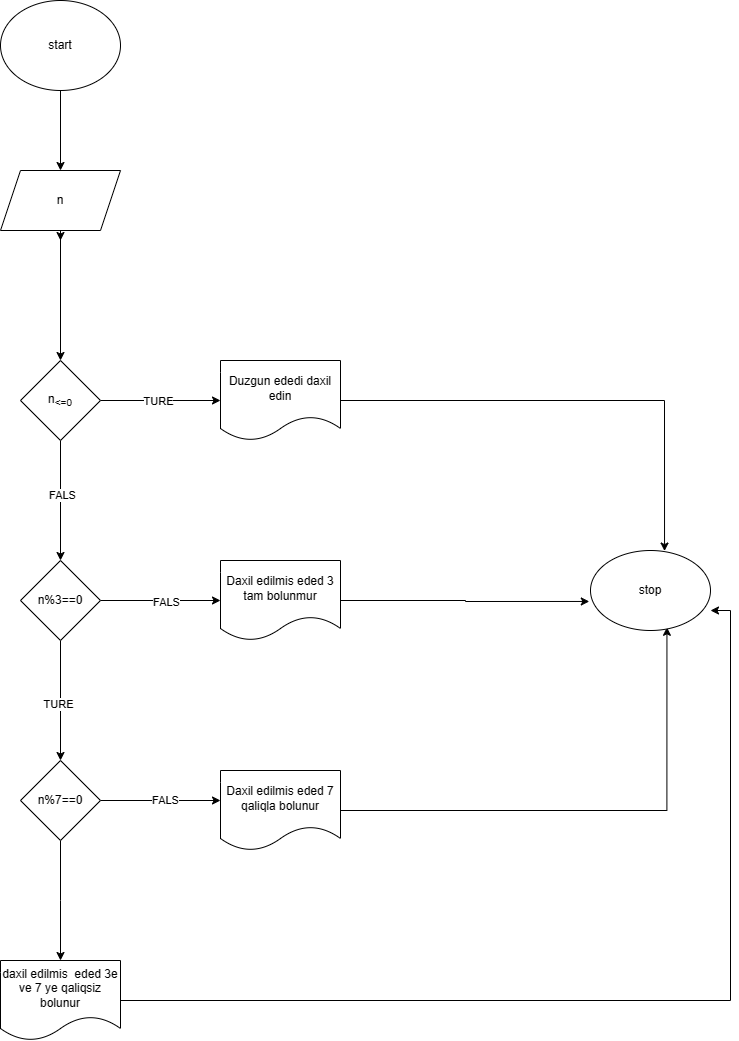 start
n
n<=0
TURE
Duzgun ededi daxil
edin
FALS
n%3==0
FALS
Daxil edilmis eded 3
tam bolunmur
stop
TURE
n%7==0
FALS
Daxil edilmis eded 7
qaliqla bolunur
daxil edilmis  eded 3e
ve 7 ye qaliqsiz
bolunur